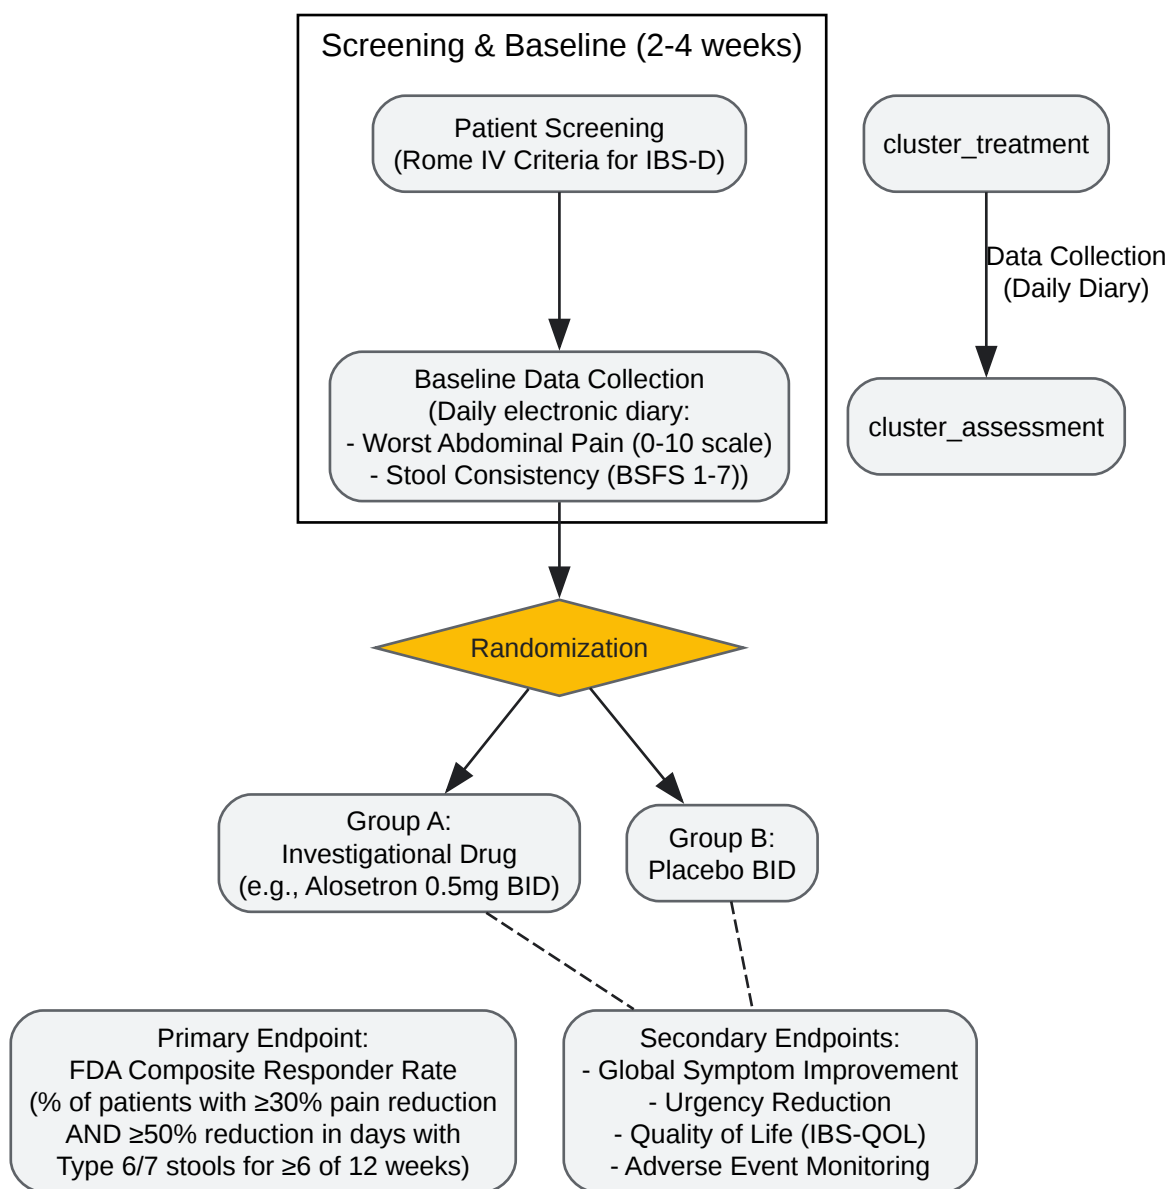 Screening & Baseline (2-4 weeks)
Patient Screening
(Rome IV Criteria for IBS-D)
cluster_treatment
Data Collection
(Daily Diary)
Baseline Data Collection
(Daily electronic diary:
- Worst Abdominal Pain (0-10 scale)
- Stool Consistency (BSFS 1-7))
cluster_assessment
Randomization
Group A:
Investigational Drug
(e.g., Alosetron 0.5mg BID)
Group B:
Placebo BID
Primary Endpoint:
FDA Composite Responder Rate
(% of patients with ≥30% pain reduction
AND ≥50% reduction in days with
Type 6/7 stools for ≥6 of 12 weeks)
Secondary Endpoints:
- Global Symptom Improvement
- Urgency Reduction
- Quality of Life (IBS-QOL)
- Adverse Event Monitoring